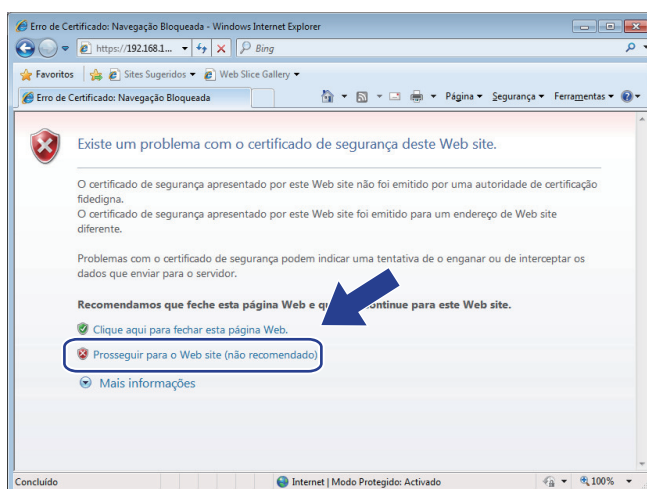 Erro de Certificado: Navegação Bloqueada - Windows Internet Explorer
https://192.168.1... Bing
Favoritos Sites Sugeridos Web Slice Gallery
Erro de Certificado: Navegação Bloqueada Página Segurança Ferramentas
Existe um problema com o certificado de segurança deste Web site.
O certificado de segurança apresentado por este Web site não foi emitido por uma autoridade de certificação
fidedigna.
O certificado de segurança apresentado por este Web site foi emitido para um endereço de Web site
diferente.
Problemas com o certificado de segurança podem indicar uma tentativa de o enganar ou de interceptar os
dados que enviar para o servidor.
Recomendamos que feche esta página Web e para este Web site.
Clique aqui para fechar esta página Web.
Prosseguir para o Web site (não recomendado)
Mais informações
Concluído Internet | Modo Protegido: Activado 100%